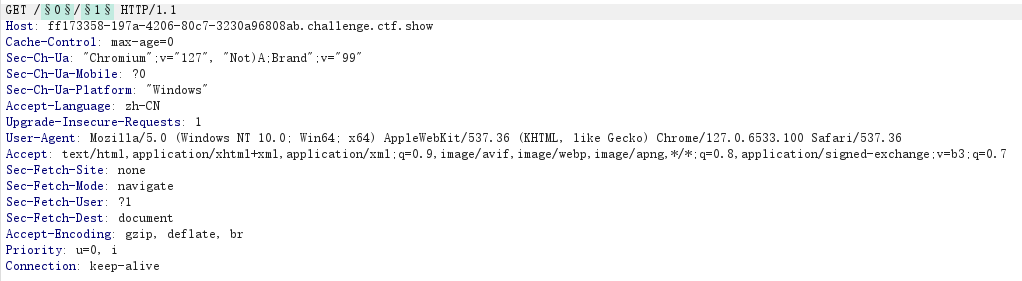 GET /§0§/§1§ HTTP/1.1
Host: ff173358-197a-4206-80c7-3230a96808ab.challenge.ctf.show
Cache-Control: max-age=0
Sec-Ch-Ua: "Chromium";v="127", "Not)A;Brand";v="99"
Sec-Ch-Ua-Mobile: ?0
Sec-Ch-Ua-Platform: "Windows"
Accept-Language: zh-CN
Upgrade-Insecure-Requests: 1
User-Agent: Mozilla/5.0 (Windows NT 10.0; Win64; x64) AppleWebKit/537.36 (KHTML, like Gecko) Chrome/127.0.6533.100 Safari/537.36
Accept: text/html,application/xhtml+xml,application/xml;q=0.9,image/avif,image/webp,image/apng,*/*;q=0.8,application/signed-exchange;v=b3;q=0.7
Sec-Fetch-Site: none
Sec-Fetch-Mode: navigate
Sec-Fetch-User: ?1
Sec-Fetch-Dest: document
Accept-Encoding: gzip, deflate, br
Priority: u=0, i
Connection: keep-alive